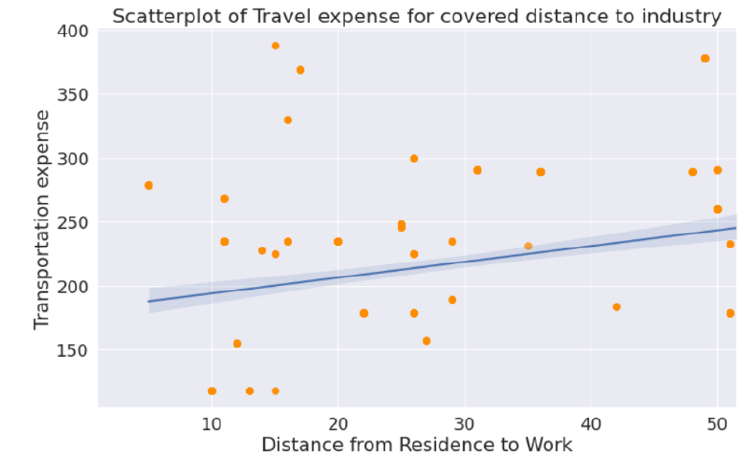 Scatterplot of Travel expense for covered distance to industry
400
350
300
250
200
150
Transportation expense
10 20 30 40 50
Distance from Residence to Work